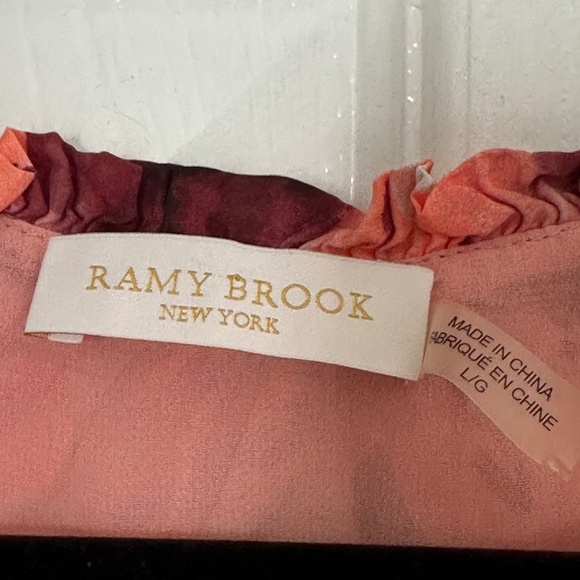 RAMY BROOK
NEW YORK
MADE IN CHINA
FABRIQUÉ EN CHINE
L/G